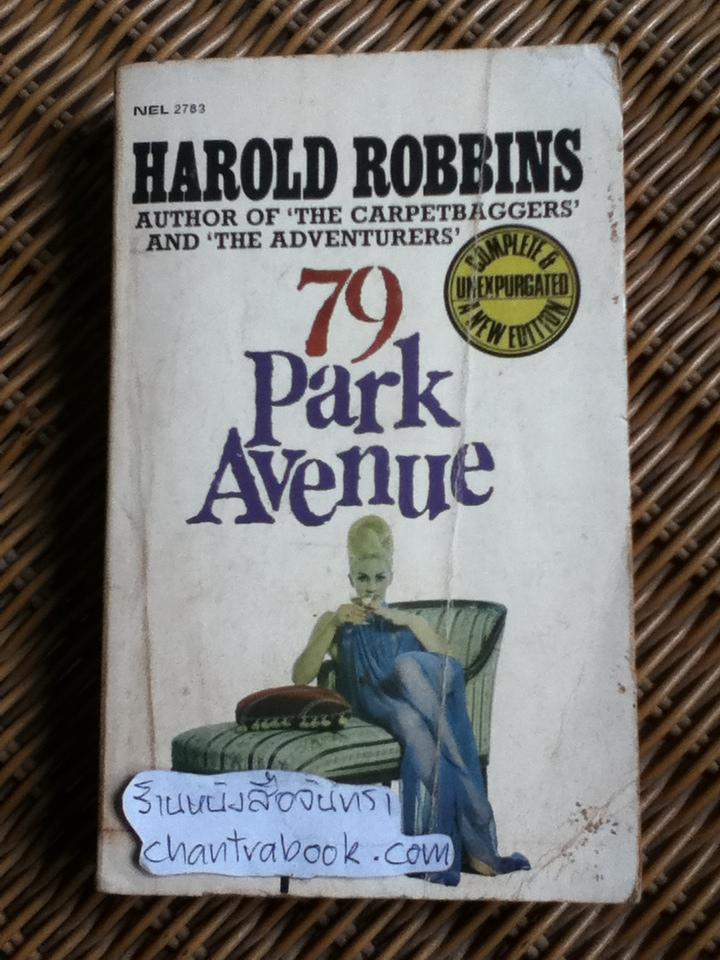 NEL 2783
HAROLD ROBBINS
AUTHOR OF 'THE CARPETBAGGERS'
AND 'THE ADVENTURERS'
COMPLETE &
UNEXPURGATED
A NEW EDITION
79
Park
Avenue
ร้านหนังสือจันทรา
chantrabook.com